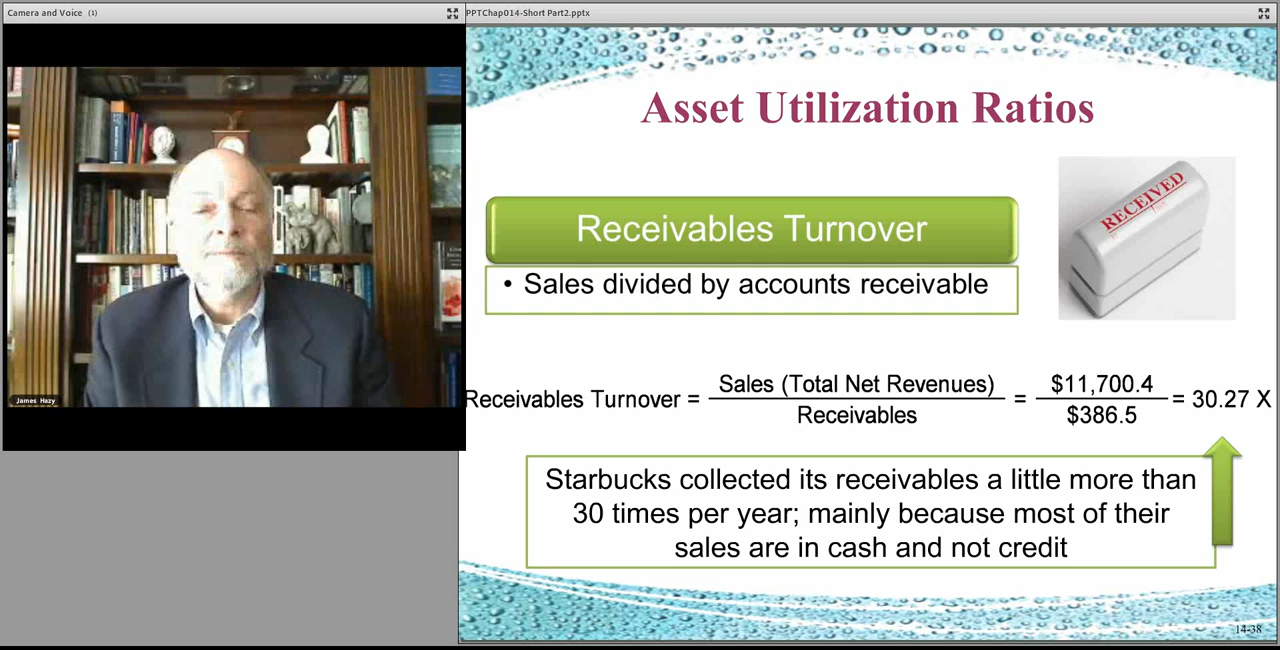 Camera and Voice (1)
PPTChap014-Short Part2.pptx
James Hazy
Asset Utilization Ratios
RECEIVED
Receivables Turnover
• Sales divided by accounts receivable
Receivables Turnover = Sales (Total Net Revenues) = $11,700.4 = 30.27 X
Receivables $386.5
Starbucks collected its receivables a little more than
30 times per year; mainly because most of their
sales are in cash and not credit
14-38